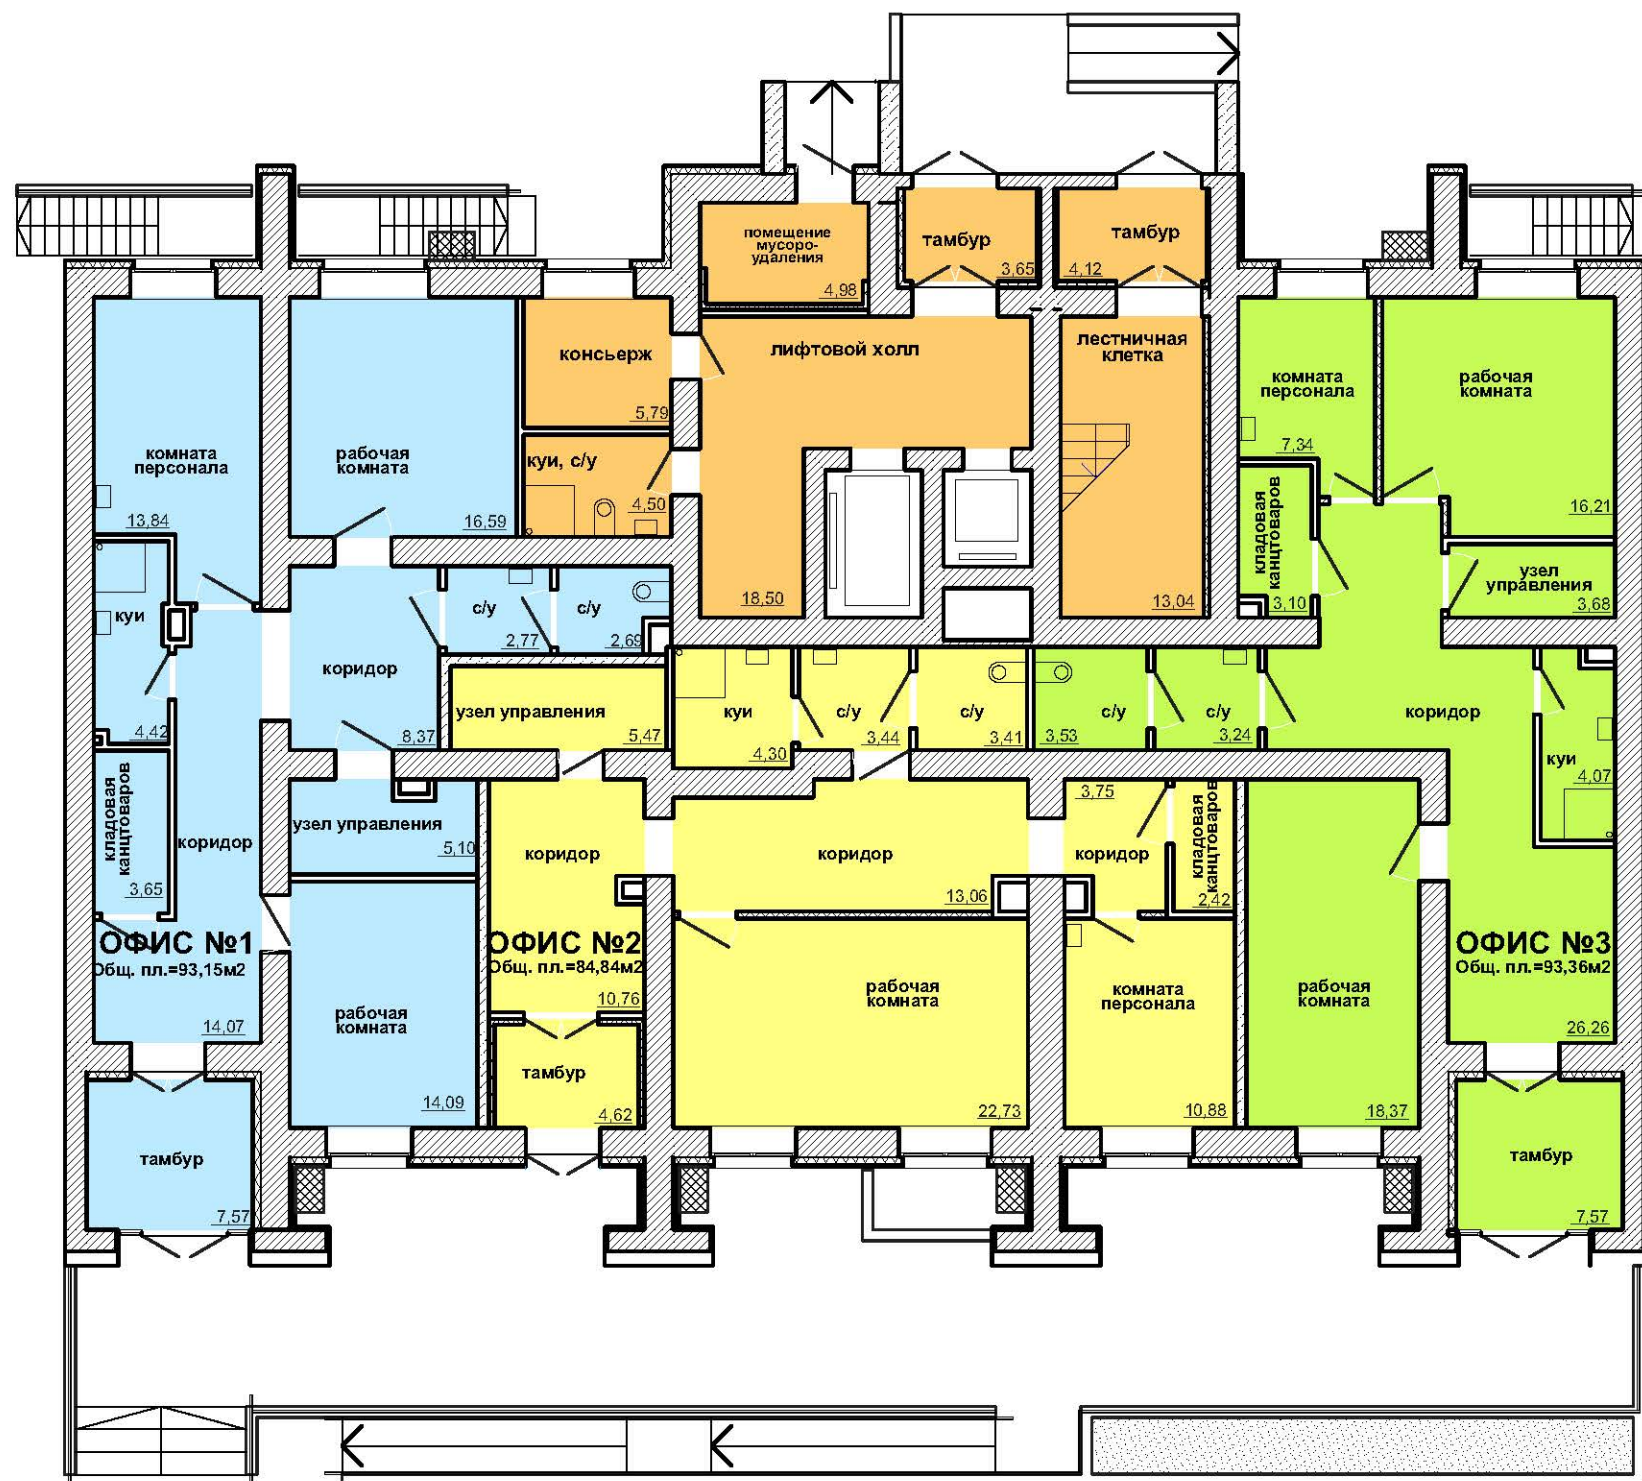 помещение
мусоро-
удаления
4,98
тамбур
3,65
тамбур
4,12
консьерж
5,79
лифтовой холл
18,50
лестничная
клетка
13,04
куи, с/у
4,50
комната
персонала
13,84
рабочая
комната
16,59
комната
персонала
7,34
рабочая
комната
16,21
кладовая
канцтоваров
3,10
узел
управления
3,68
куи
4,42
коридор
8,37
с/у
2,77
с/у
2,69
узел управления
5,47
куи
4,30
с/у
3,44
с/у
3,41
с/у
3,53
с/у
3,24
коридор
куи
4,07
кладовая
канцтоваров
3,65
коридор
узел управления
5,10
коридор
коридор
13,06
3,75
коридор
кладовая
канцтоваров
2,42
ОФИС №1
Общ. пл.=93,15м2
14,07
рабочая
комната
14,09
ОФИС №2
Общ. пл.=84,84м2
10,76
тамбур
4,62
рабочая
комната
22,73
комната
персонала
10,88
рабочая
комната
18,37
ОФИС №3
Общ. пл.=93,36м2
26,26
тамбур
7,57
тамбур
7,57